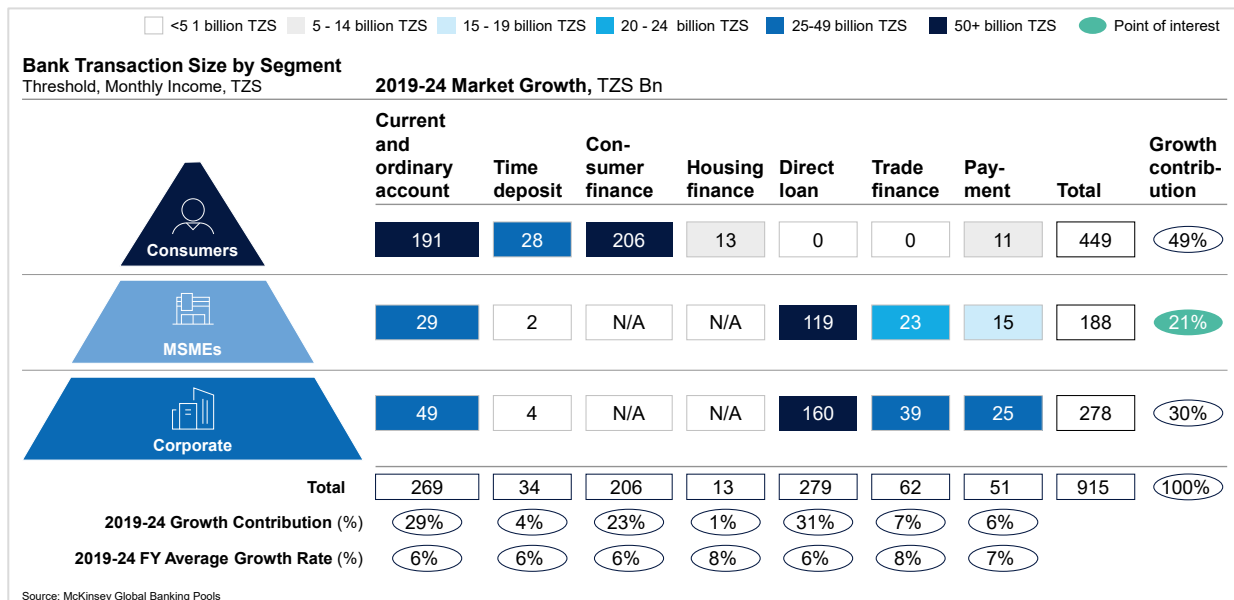 <5 1 billion TZS 5 - 14 billion TZS 15 - 19 billion TZS 20 - 24 billion TZS 25-49 billion TZS 50+ billion TZS Point of interest
Bank Transaction Size by Segment
Threshold, Monthly Income, TZS
2019-24 Market Growth, TZS Bn
Current
and
ordinary
account
Time
deposit
Con-
sumer
finance
Housing
finance
Direct
loan
Trade
finance
Pay-
ment
Total
Growth
contrib-
ution
Consumers
191 28 206 13 0 0 11 449 49%
MSMEs
29 2 N/A N/A 119 23 15 188 21%
Corporate
49 4 N/A N/A 160 39 25 278 30%
Total 269 34 206 13 279 62 51 915 100%
2019-24 Growth Contribution (%) 29% 4% 23% 1% 31% 7% 6%
2019-24 FY Average Growth Rate (%) 6% 6% 6% 8% 6% 8% 7%
Source: McKinsey Global Banking Pools